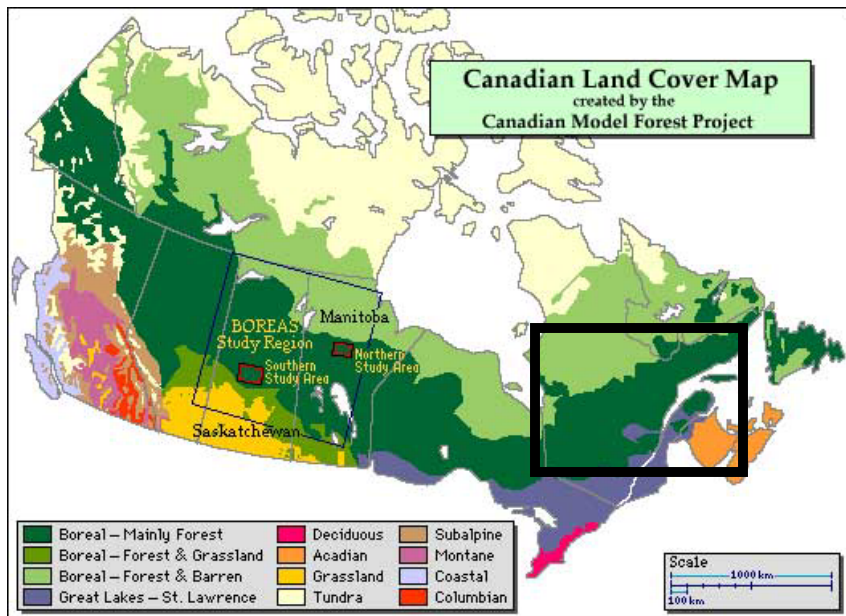 Canadian Land Cover Map
created by the
Canadian Model Forest Project
Manitoba
BOREAS
Study Region
Northern
Study Area
Southern
Study Area
Saskatchewan
Boreal – Mainly Forest
Boreal – Forest & Grassland
Boreal – Forest & Barren
Great Lakes – St. Lawrence
Deciduous
Acadian
Grassland
Tundra
Subalpine
Montane
Coastal
Columbian
Scale
1000 km
100 km